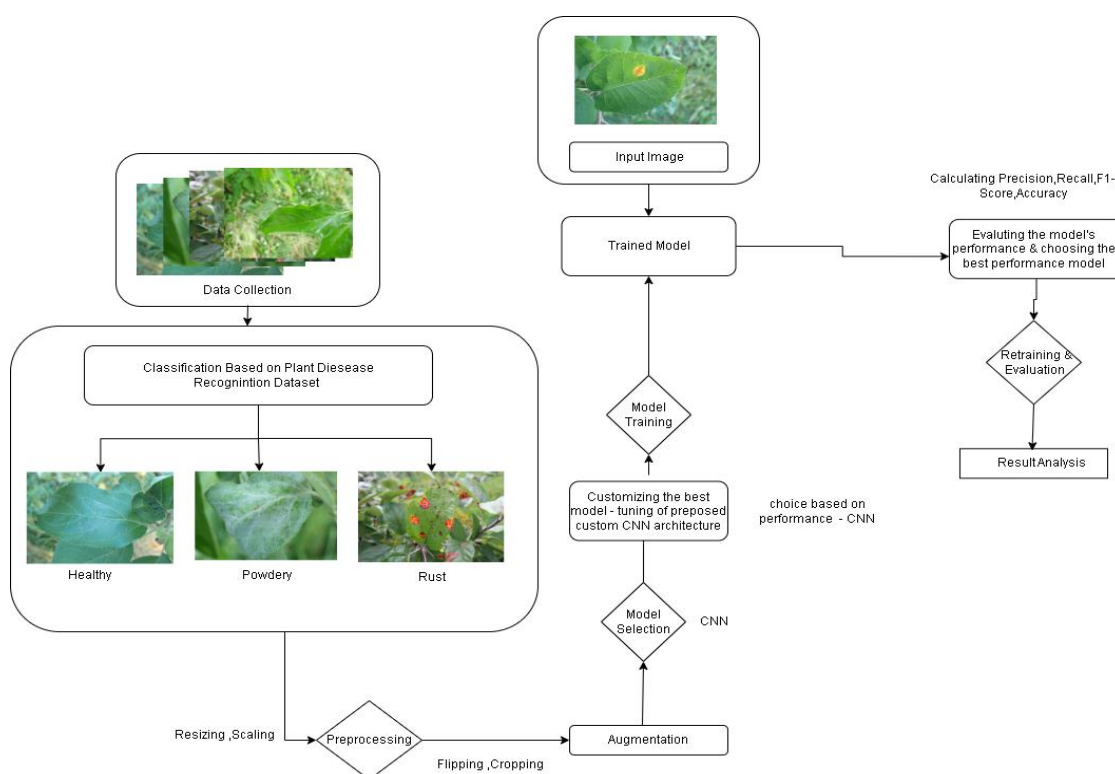 Input Image
Data Collection
Classification Based on Plant Diesease
Recognintion Dataset
Healthy
Powdery
Rust
Resizing ,Scaling
Preprocessing
Flipping ,Cropping
Augmentation
Model
Selection
CNN
Customizing the best
model - tuning of preposed
custom CNN architecture
choice based on
performance - CNN
Model
Training
Trained Model
Calculating Precision,Recall,F1-
Score,Accuracy
Evaluting the model's
performance & choosing the
best performance model
Retraining &
Evaluation
Result Analysis